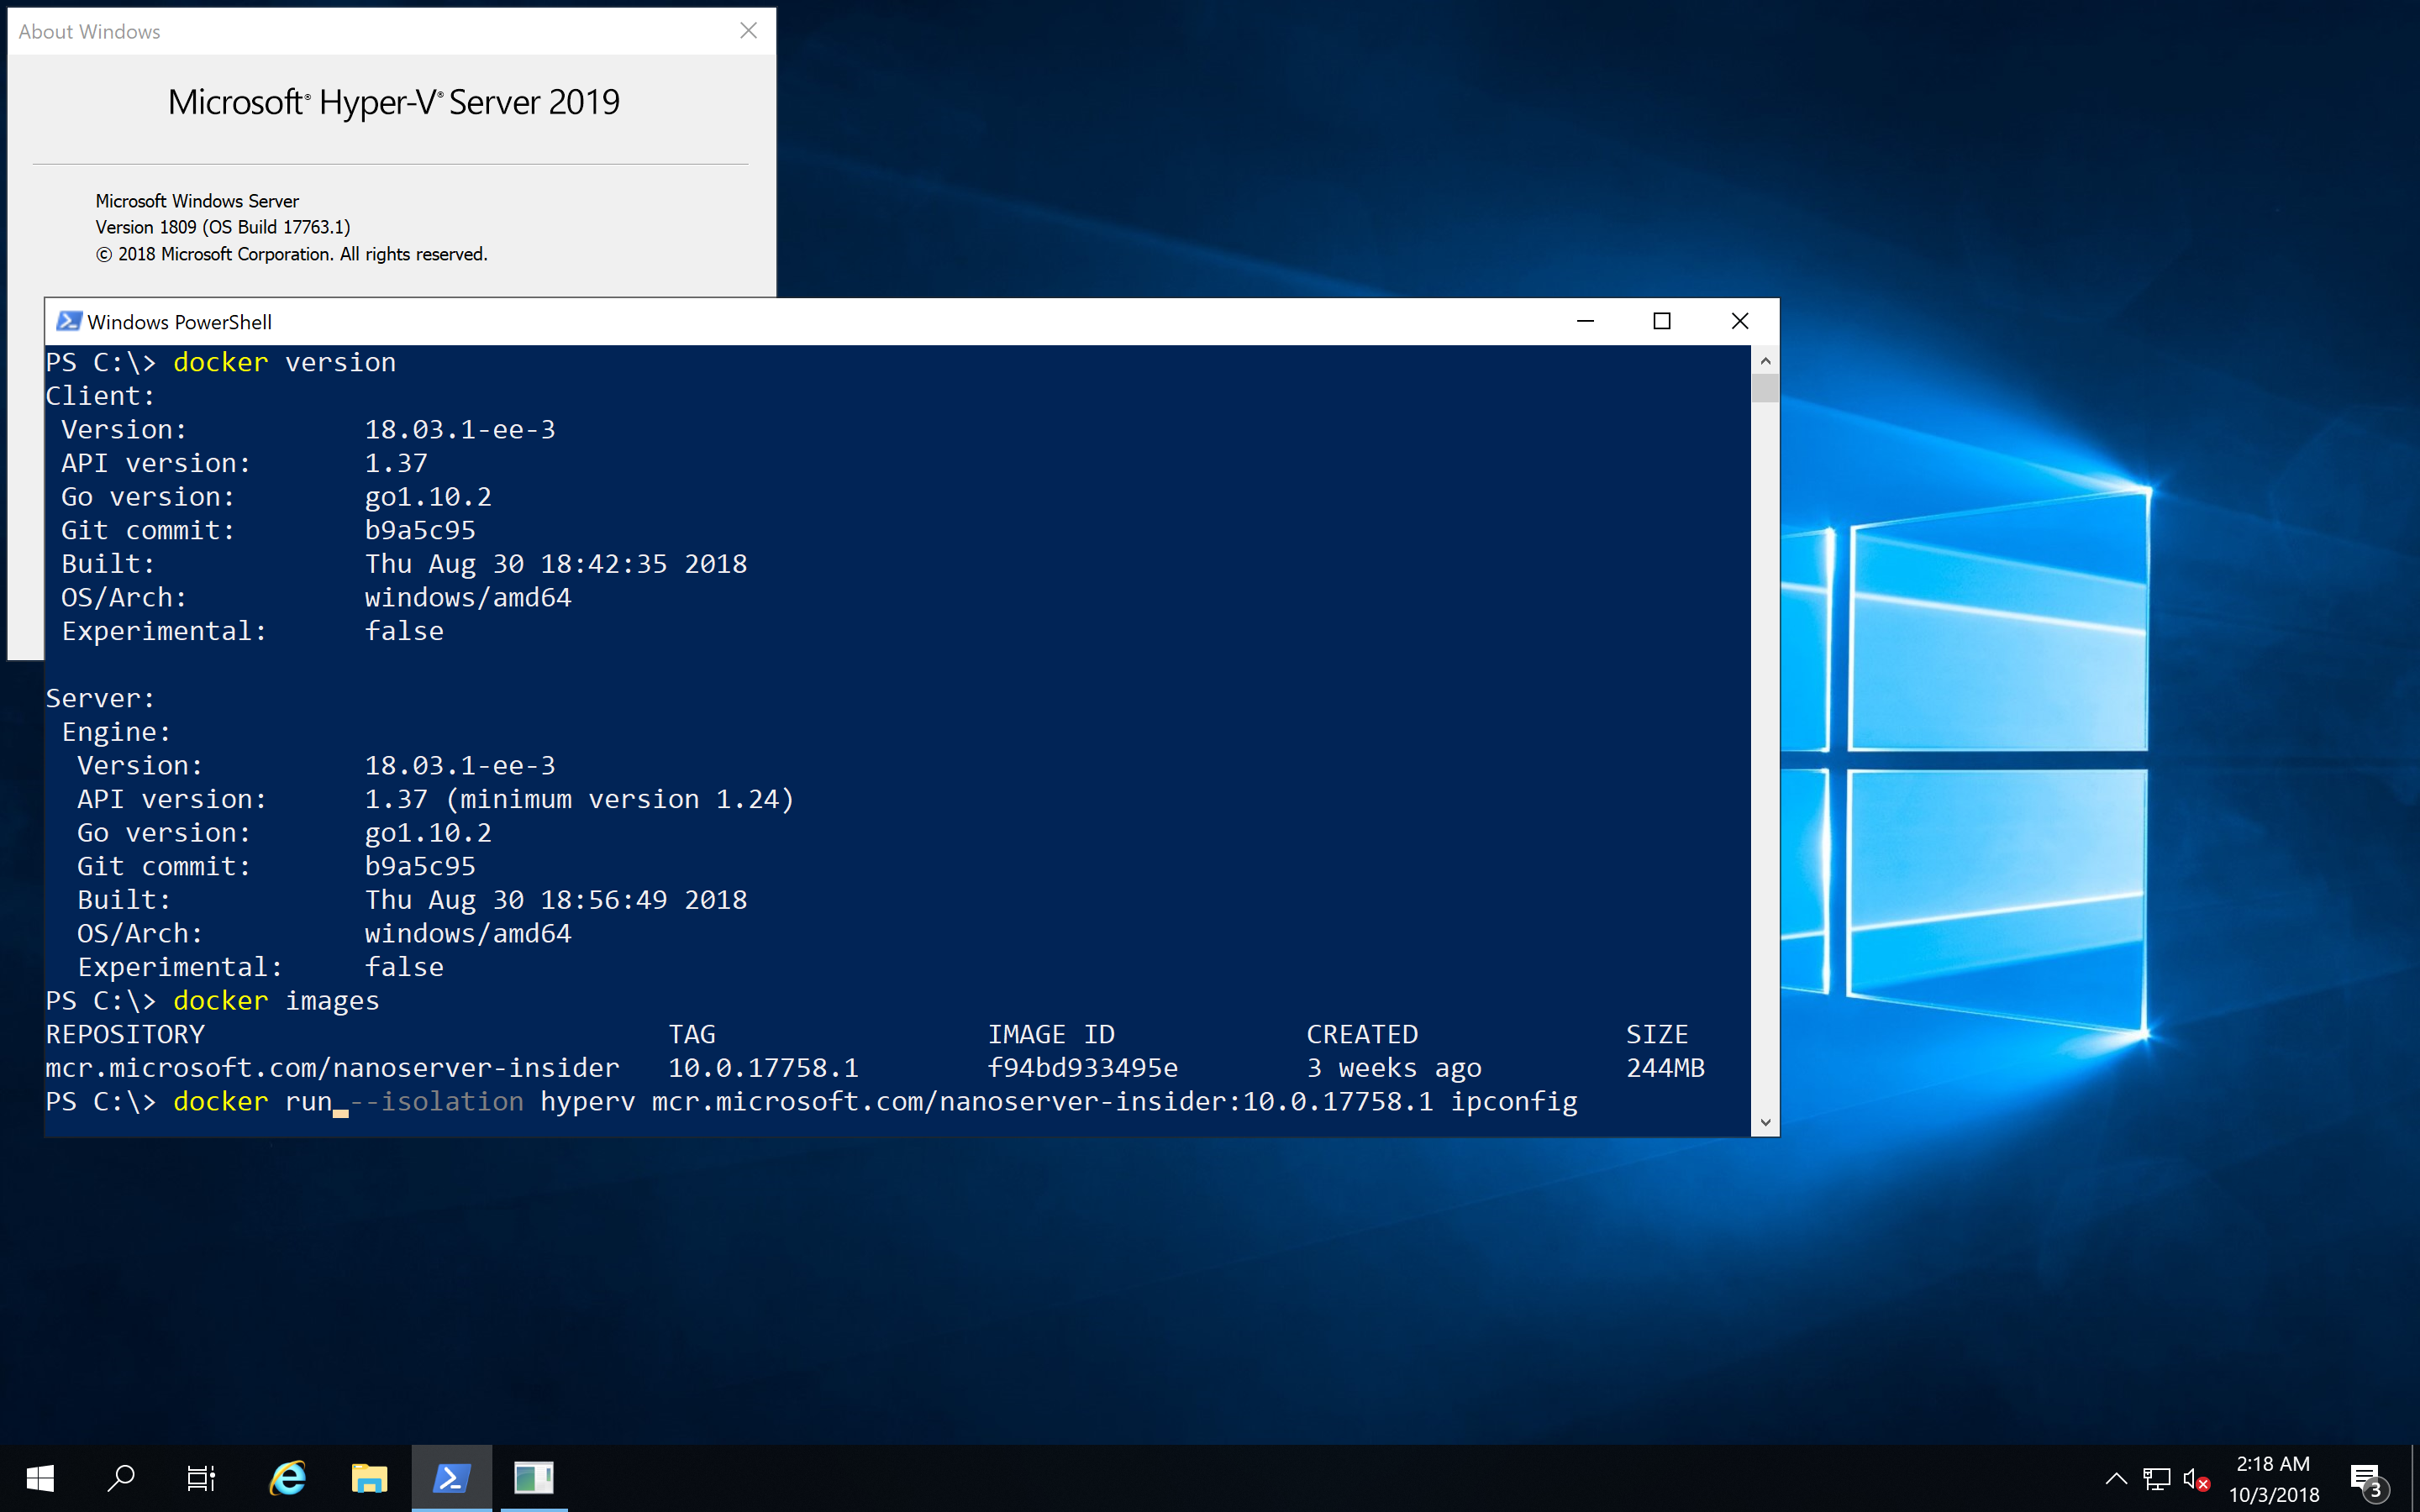 About Windows
Microsoft® Hyper-V® Server 2019
Microsoft Windows Server
Version 1809 (OS Build 17763.1)
© 2018 Microsoft Corporation. All rights reserved.
Windows PowerShell
PS C:\> docker version
Client:
 Version:           18.03.1-ee-3
 API version:       1.37
 Go version:        go1.10.2
 Git commit:        b9a5c95
 Built:             Thu Aug 30 18:42:35 2018
 OS/Arch:           windows/amd64
 Experimental:      false
Server:
 Engine:
  Version:          18.03.1-ee-3
  API version:      1.37 (minimum version 1.24)
  Go version:       go1.10.2
  Git commit:       b9a5c95
  Built:            Thu Aug 30 18:56:49 2018
  OS/Arch:          windows/amd64
  Experimental:     false
PS C:\> docker images
REPOSITORY                             TAG                 IMAGE ID            CREATED             SIZE
mcr.microsoft.com/nanoserver-insider   10.0.17758.1        f94bd933495e        3 weeks ago         244MB
PS C:\> docker run --isolation hyperv mcr.microsoft.com/nanoserver-insider:10.0.17758.1 ipconfig
2:18 AM
10/3/2018
3